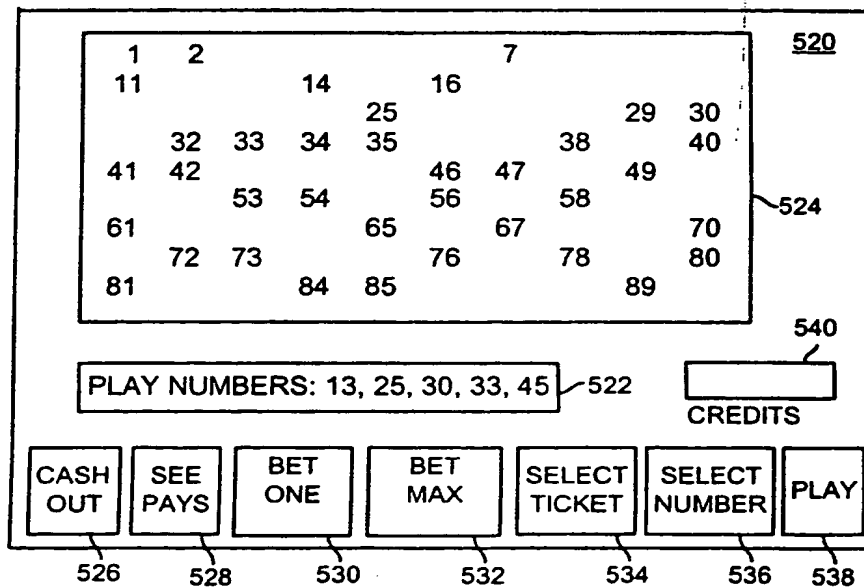 520
1 2 7
11 14 16
25 29 30
32 33 34 35 38 40
41 42 46 47 49
53 54 56 58
524
61 65 67 70
72 73 76 78 80
81 84 85 89
540
PLAY NUMBERS: 13, 25, 30, 33, 45
522
CREDITS
CASH OUT
SEE PAYS
BET ONE
BET MAX
SELECT TICKET
SELECT NUMBER
PLAY
526 528 530 532 534 536 538